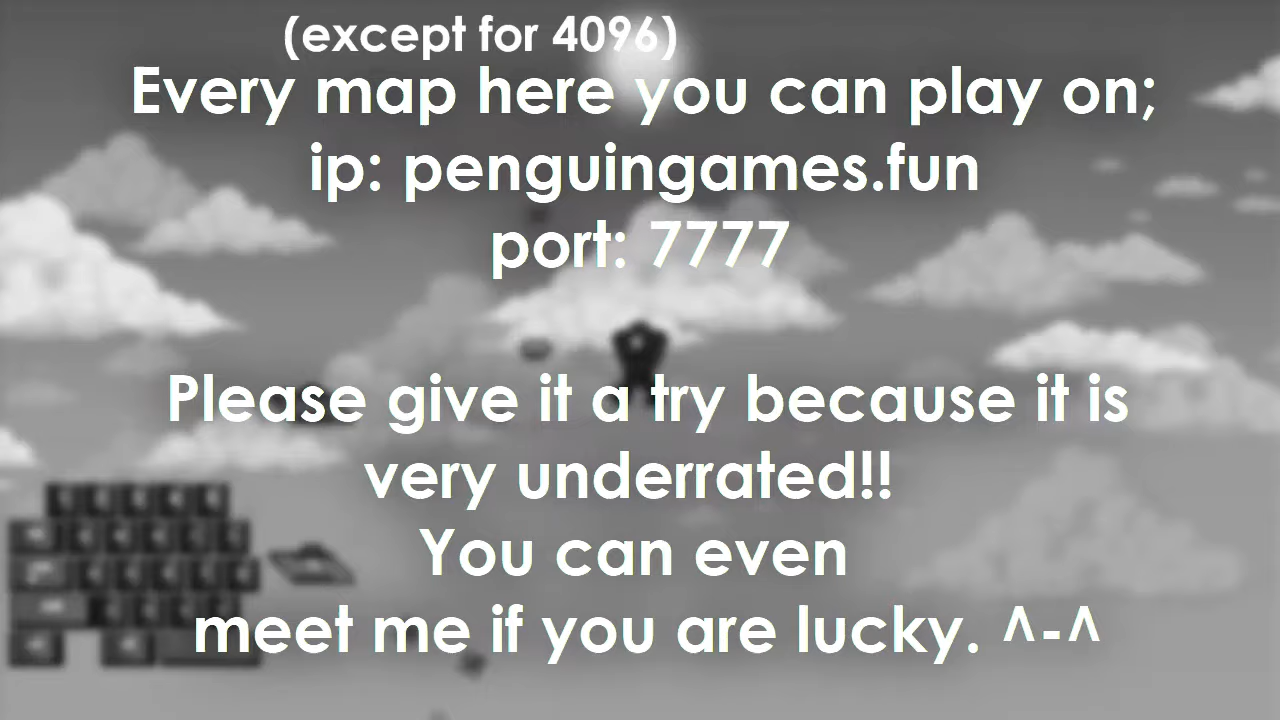 (except for 4096)
Every map here you can play on;
ip: penguingames.fun
port: 7777
Please give it a try because it is
very underrated!!
You can even
meet me if you are lucky. ^-^